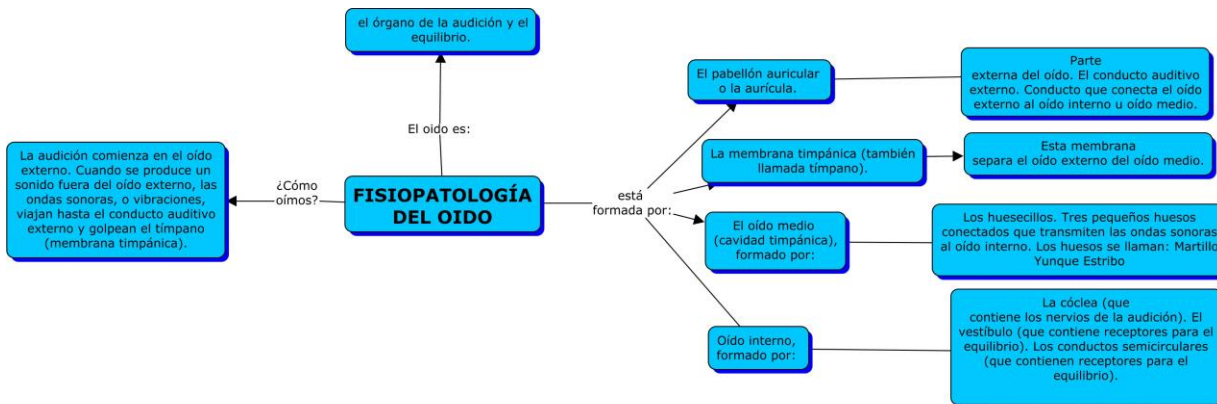 el órgano de la audición y el
equilibrio.
El oido es:
La audición comienza en el oído
externo. Cuando se produce un
sonido fuera del oído externo, las
ondas sonoras, o vibraciones,
viajan hasta el conducto auditivo
externo y golpean el tímpano
(membrana timpánica).
¿Cómo
oímos?
FISIOPATOLOGÍA
DEL OIDO
está
formada por:
El pabellón auricular
o la aurícula.
Parte
externa del oído. El conducto auditivo
externo. Conducto que conecta el oído
externo al oído interno u oído medio.
La membrana timpánica (también
llamada tímpano).
Esta membrana
separa el oído externo del oído medio.
El oído medio
(cavidad timpánica),
formado por:
Los huesecillos. Tres pequeños huesos
conectados que transmiten las ondas sonoras
al oído interno. Los huesos se llaman: Martillo
Yunque Estribo
Oído interno,
formado por:
La cóclea (que
contiene los nervios de la audición). El
vestíbulo (que contiene receptores para el
equilibrio). Los conductos semicirculares
(que contienen receptores para el
equilibrio).